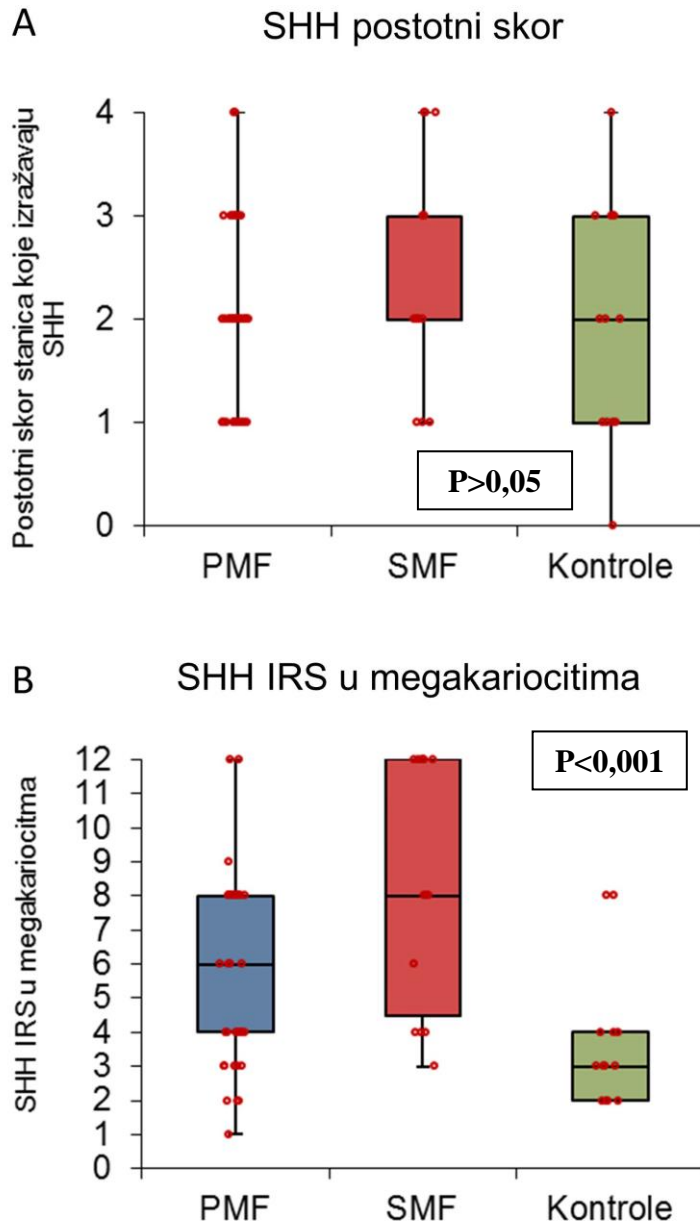 A
SHH postotni skor
Postotni skor stanica koje izražavaju
SHH
4
3
2
1
0
P>0,05
PMF
SMF
Kontrole
B
SHH IRS u megakariocitima
SHH IRS u megakariocitma
12
11
10
9
8
7
6
5
4
3
2
1
0
P<0,001
PMF
SMF
Kontrole